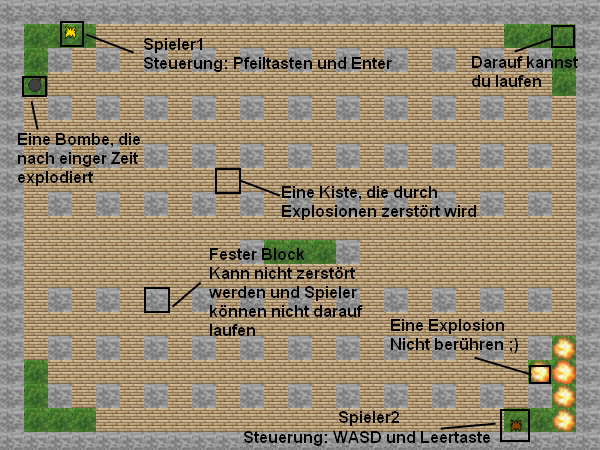 Spieler1
Steuerung: Pfeiltasten und Enter
Darauf kannst
du laufen
Eine Bombe, die
nach einger Zeit
explodiert
Eine Kiste, die durch
Explosionen zerstört wird
Fester Block
Kann nicht zerstört
werden und Spieler
können nicht darauf
laufen
Eine Explosion
Nicht berühren ;)
Spieler2
Steuerung: WASD und Leertaste